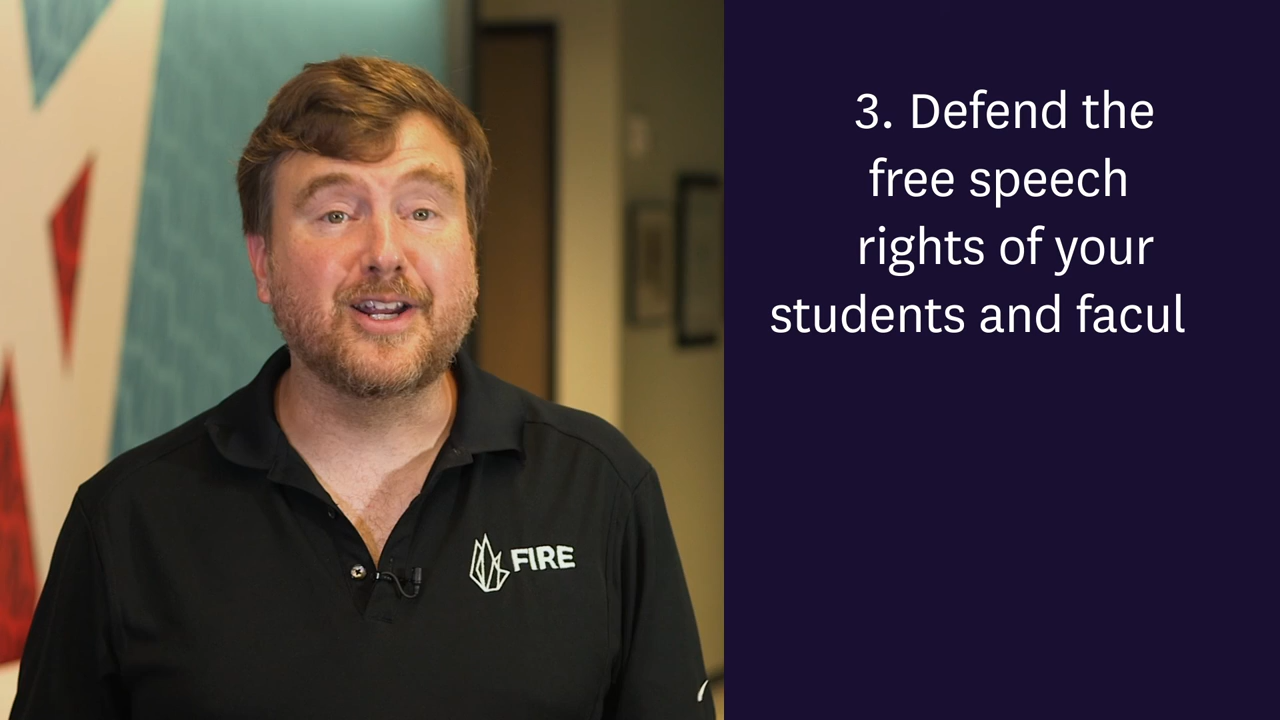 3. Defend the
free speech
rights of your
students and facul
FIRE